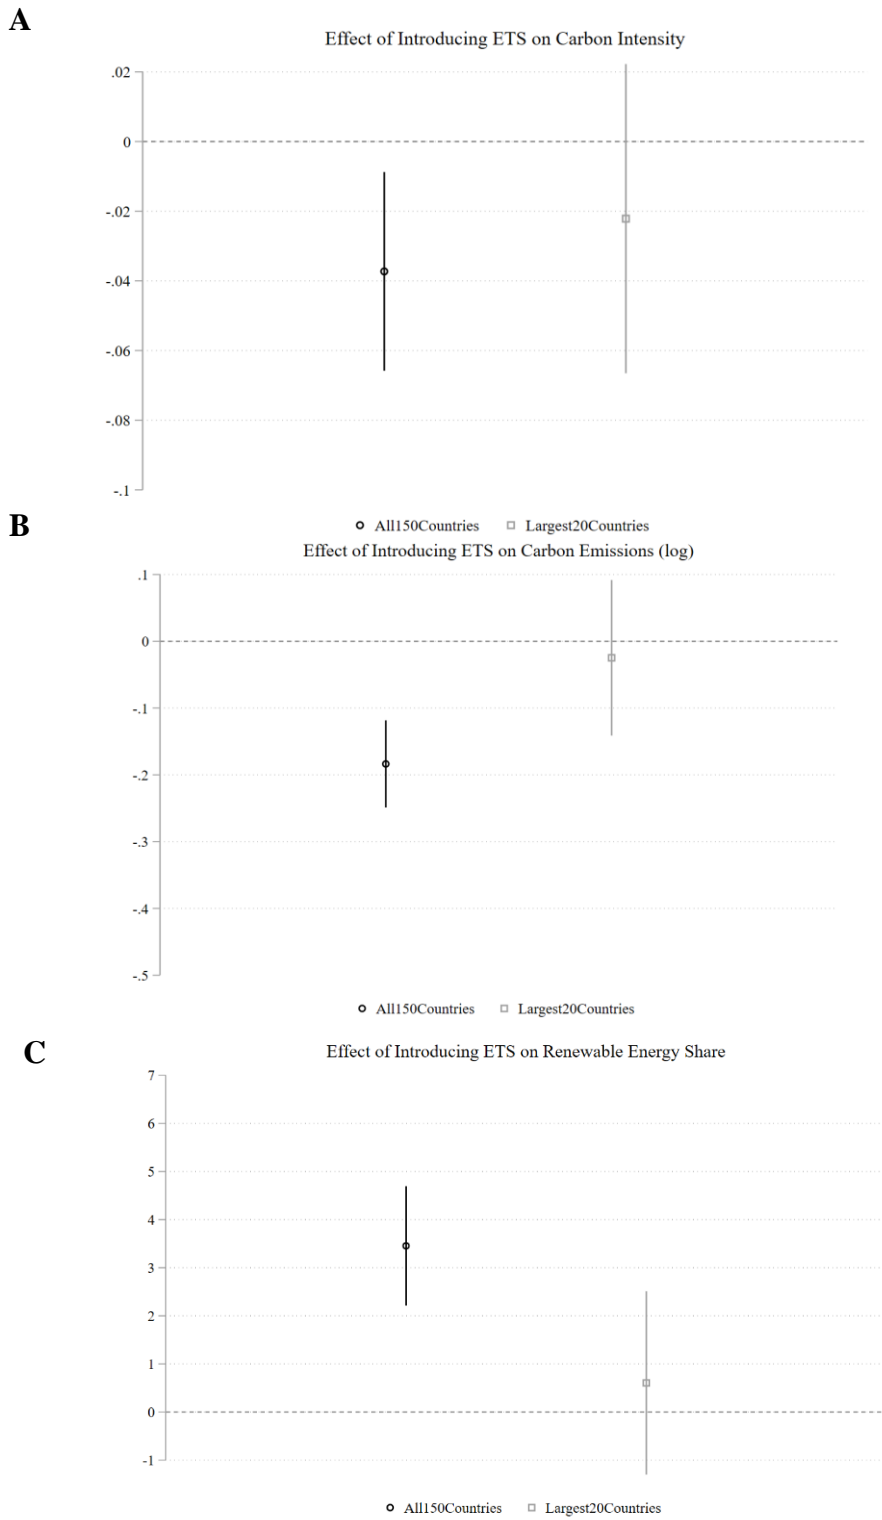 A
Effect of Introducing ETS on Carbon Intensity
.02
0
-.02
-.04
-.06
-.08
-.1
All150Countries Largest20Countries
B
Effect of Introducing ETS on Carbon Emissions (log)
.1
0
-.1
-.2
-.3
-.4
-.5
All150Countries Largest20Countries
C
Effect of Introducing ETS on Renewable Energy Share
7
6
5
4
3
2
1
0
-1
All150Countries Largest20Countries